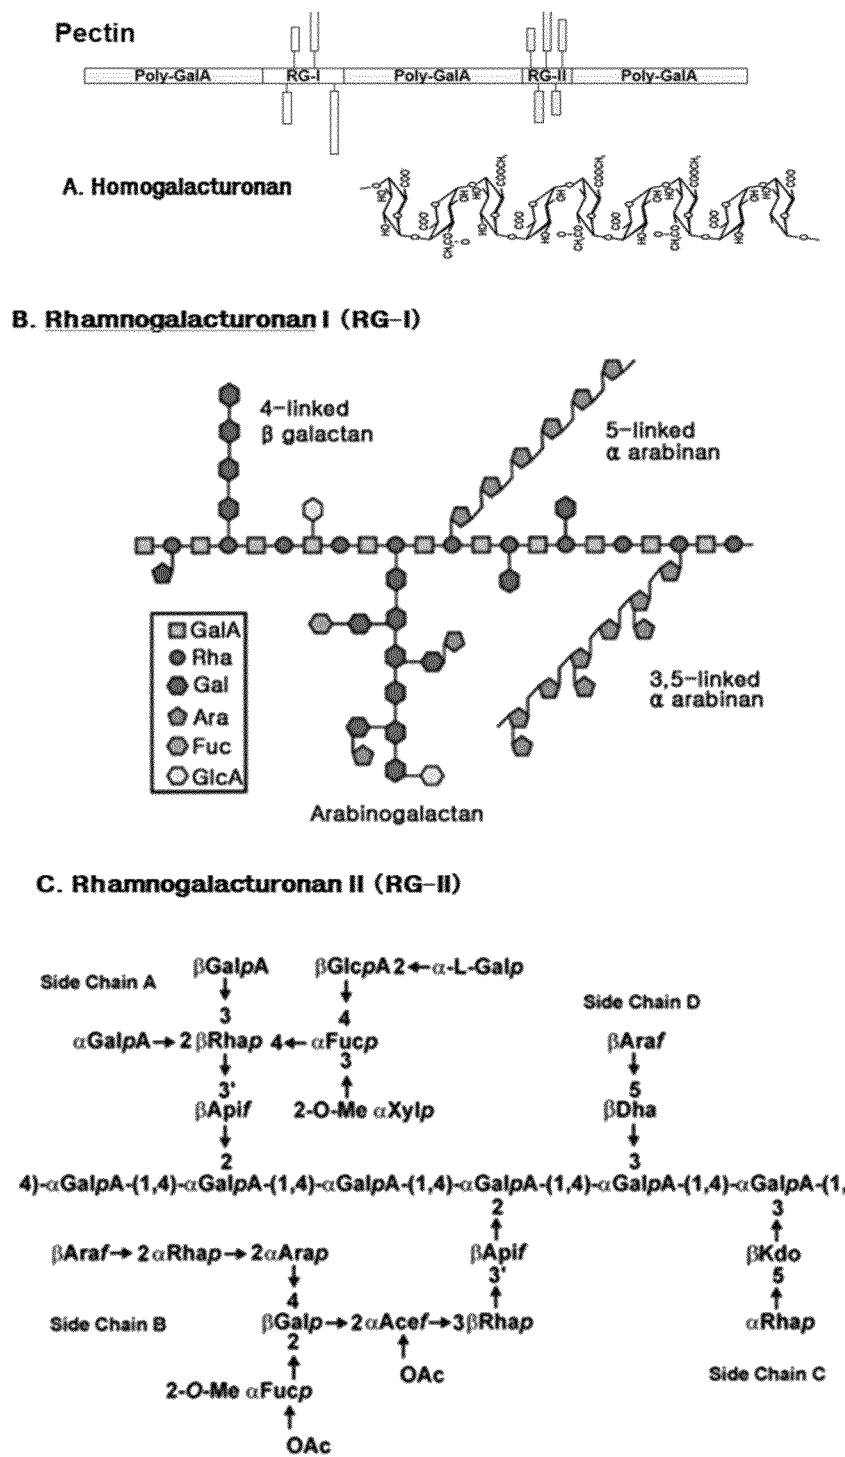 Pectin
Poly-GalA RG-I Poly-GalA RG-II Poly-GalA
A. Homogalacturonan
B. Rhamnogalacturonan I (RG-I)
4-linked
β galactan
5-linked
α arabinan
GalA
Rha
Gal
Ara
Fuc
GlcA
3,5-linked
α arabinan
Arabinogalactan
C. Rhamnogalacturonan II (RG-II)
Side Chain A
βGalpA βGlcpA2←α-L-Galp
Side Chain D
3 4
αGalpA→2 βRhap 4← αFucp βAraf
3
3' 5
βApif 2-O-Me αXylp βDha
2 3
4)-αGalpA-(1,4)-αGalpA-(1,4)-αGalpA-(1,4)-αGalpA-(1,4)-αGalpA-(1,4)-αGalpA-(1,
2 3
βAraf→2αRhap→2αArap βApif βKdo
3' 5
4
Side Chain B βGalp→2αAcef→3βRhap αRhap
2
OAc Side Chain C
2-O-Me αFucp
OAc